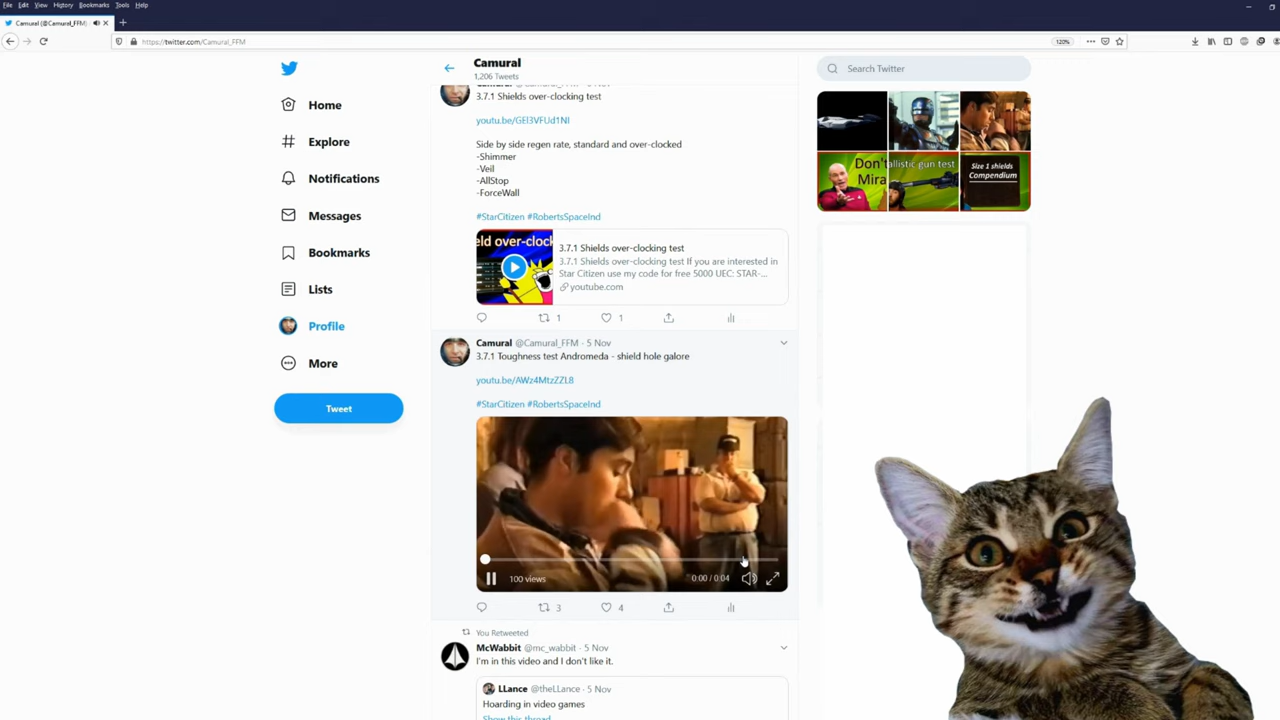 File Edit View History Bookmarks Tools Help
Camural (@Camural_FFM)
https://twitter.com/Camural_FFM
120%
Home
Explore
Notifications
Messages
Bookmarks
Lists
Profile
More
Tweet
Camural
1,206 Tweets
3.7.1 Shields over-clocking test
youtu.be/GEl3VFUd1NI
Side by side regen rate, standard and over-clocked
-Shimmer
-Veil
-AllStop
-ForceWall
#StarCitizen #RobertsSpaceInd
eld over-cloc
3.7.1 Shields over-clocking test
3.7.1 Shields over-clocking test If you are interested in
Star Citizen use my code for free 5000 UEC: STAR-...
youtube.com
1
1
Camural @Camural_FFM · 5 Nov
3.7.1 Toughness test Andromeda - shield hole galore
youtu.be/AWz4MtzZZL8
#StarCitizen #RobertsSpaceInd
100 views
0:00 / 0:04
3
4
You Retweeted
McWabbit @mc_wabbit · 5 Nov
I'm in this video and I don't like it.
LLance @theLLance · 5 Nov
Hoarding in video games
Show this thread
Search Twitter
Don't
Mira
allistic gun test
Size 1 shields
Compendium